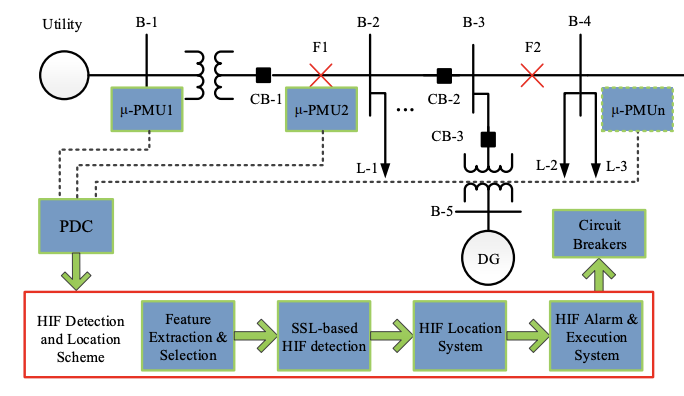 Utility
B-1
B-2
B-3
B-4
F1
F2
CB-1
CB-2
μ-PMU1
μ-PMU2
...
μ-PMUn
CB-3
L-1
L-2
L-3
B-5
PDC
DG
Circuit
Breakers
HIF Detection
and Location
Scheme
Feature
Extraction &
Selection
SSL-based
HIF detection
HIF Location
System
HIF Alarm &
Execution
System